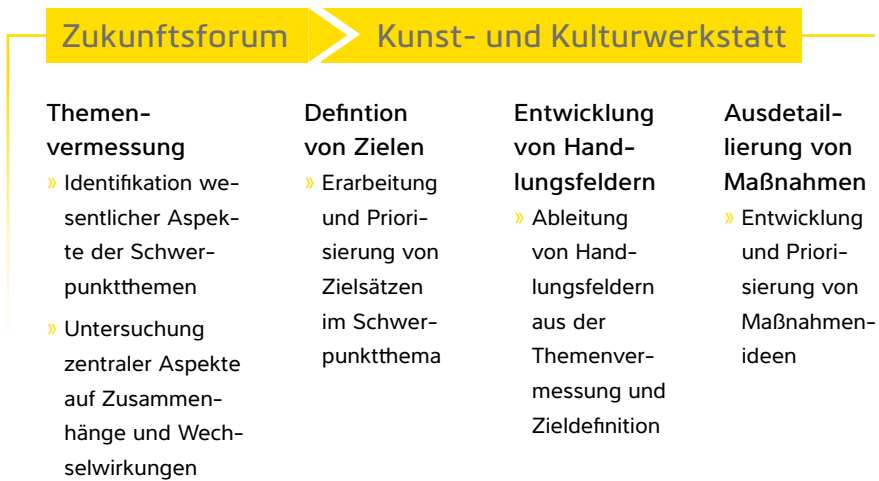 Zukunftsforum
Kunst- und Kulturwerkstatt
Themen-
vermessung
» Identifikation we-
sentlicher Aspek-
te der Schwer-
punktthemen
» Untersuchung
zentraler Aspekte
auf Zusammen-
hänge und Wech-
selwirkungen
Defintion
von Zielen
» Erarbeitung
und Priori-
sierung von
Zielsätzen
im Schwer-
punktthema
Entwicklung
von Hand-
lungsfeldern
» Ableitung
von Hand-
lungsfeldern
aus der
Themenver-
messung und
Zieldefinition
Ausdetail-
lierung von
Maßnahmen
» Entwicklung
und Priori-
sierung von
Maßnahmen-
ideen